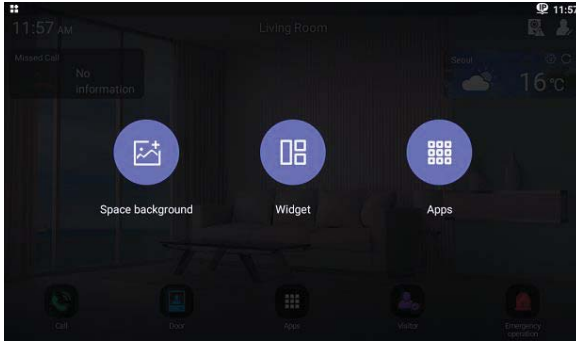 11:57
11:57 AM
Living Room
Missed Call
No
information
Seoul
16°C
Space background
Widget
Apps
Call
Door
Apps
Visitor
Emergency
operation